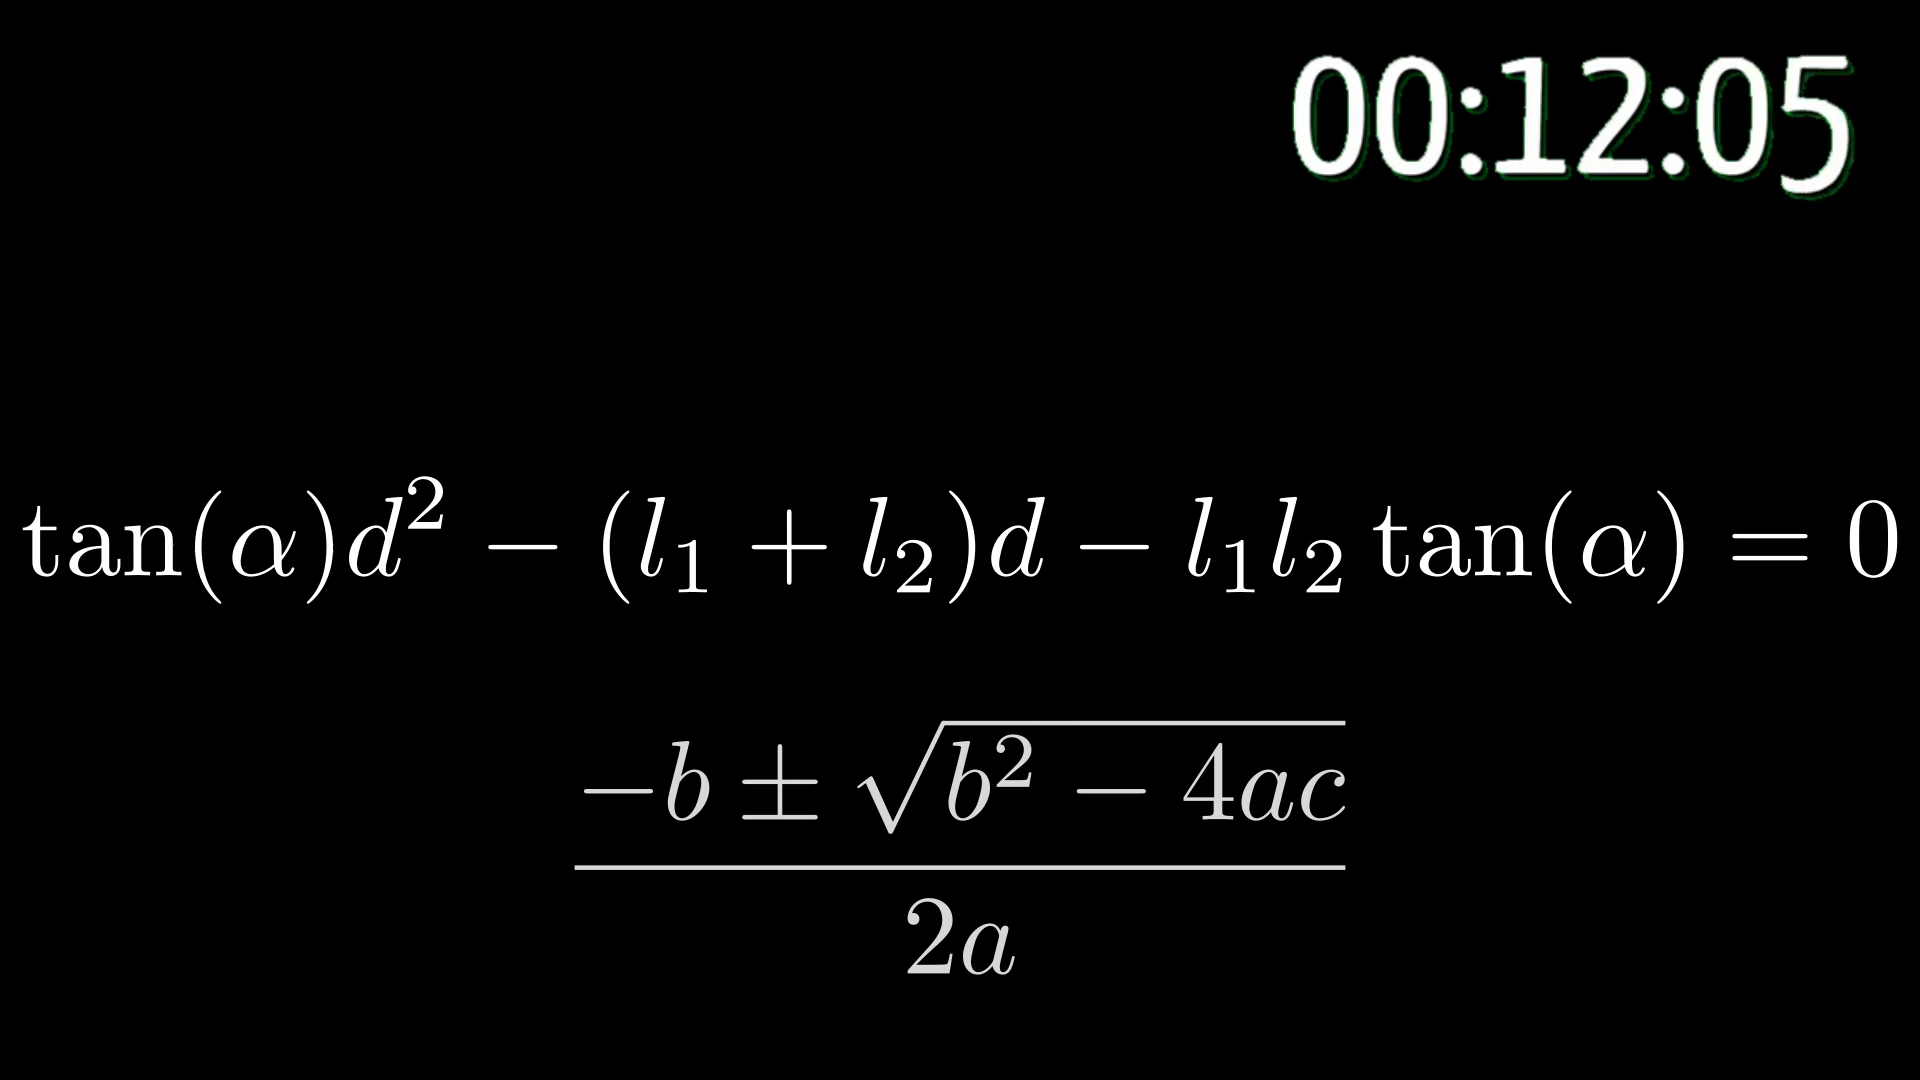 00:12:05
tan(α)d² − (l₁ + l₂)d − l₁l₂ tan(α) = 0
−b ± √b² − 4ac
2a